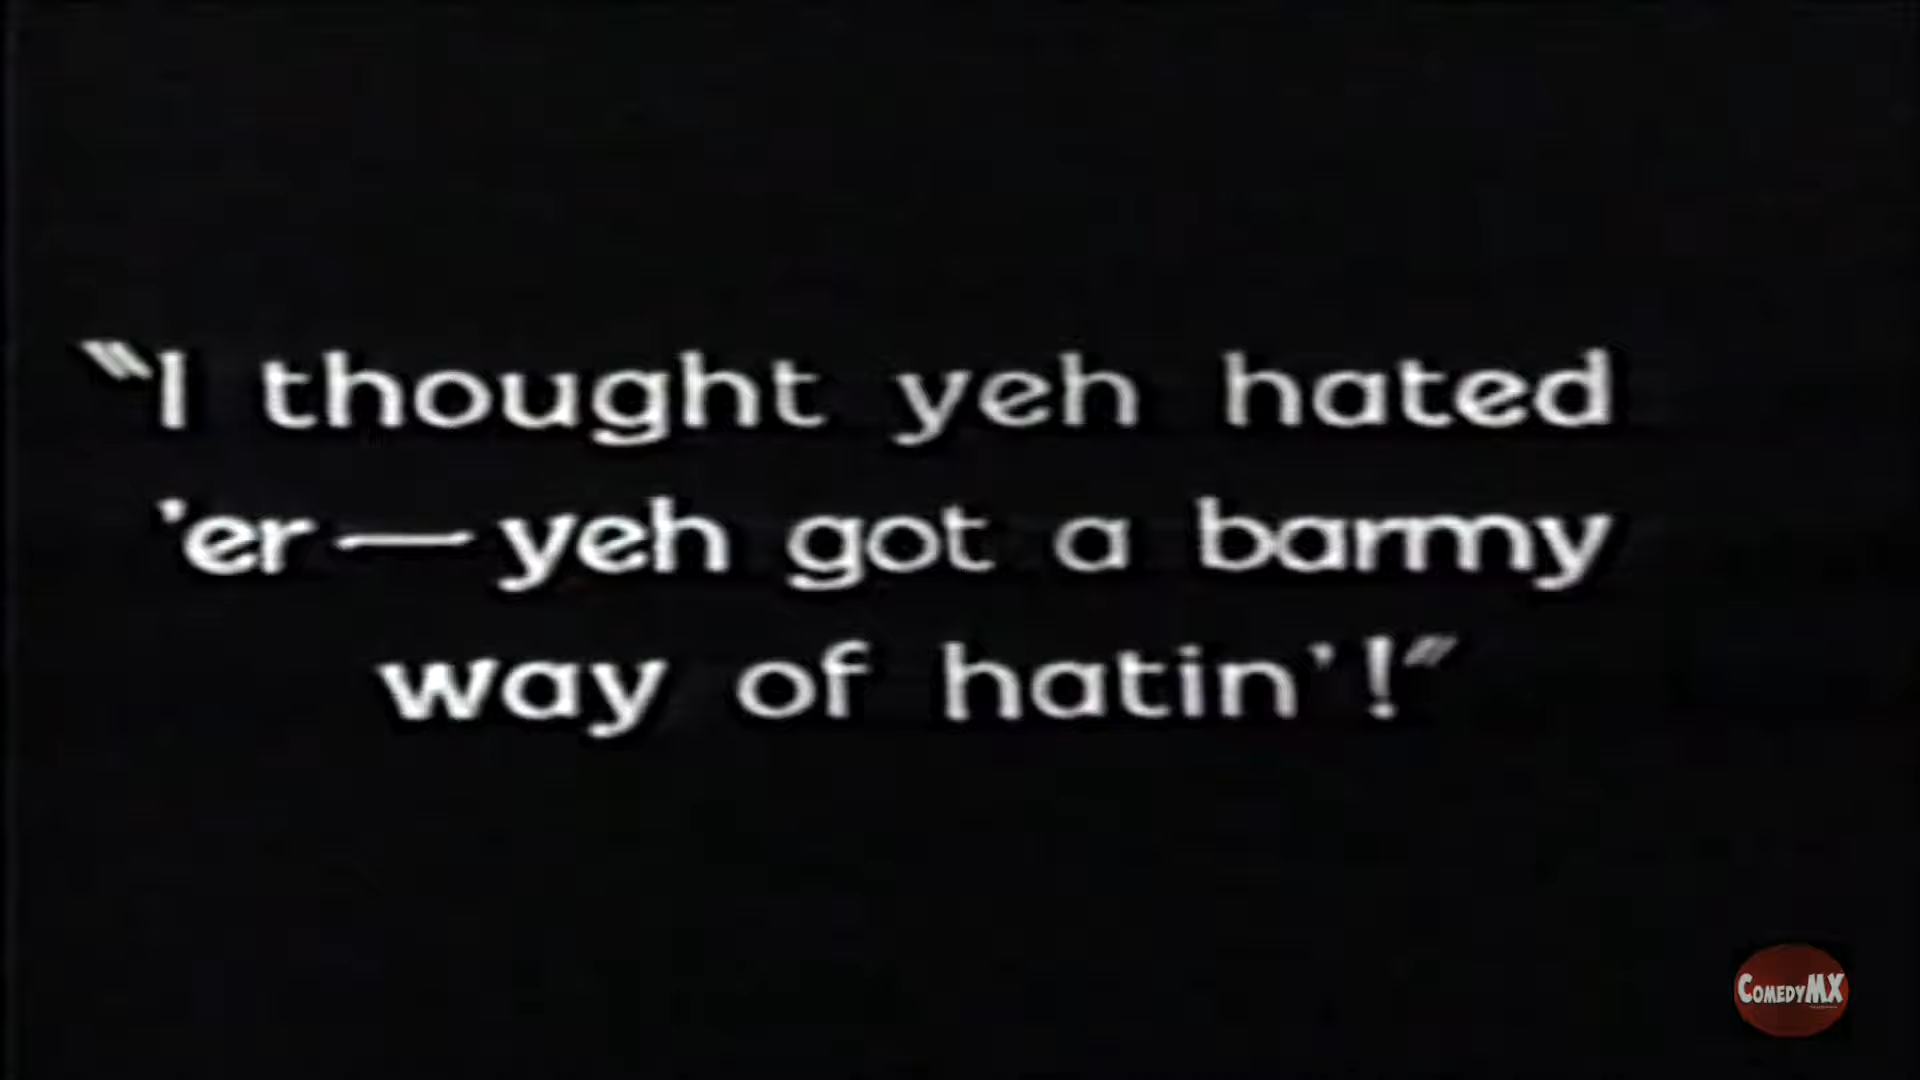 “I thought yeh hated
'er—yeh got a barmy
way of hatin'!”
COMEDYMX